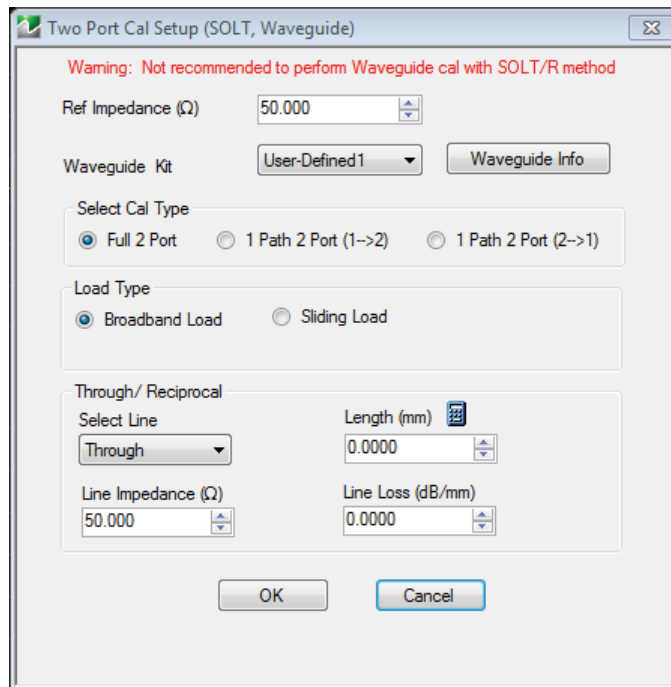 Two Port Cal Setup (SOLT, Waveguide)
Warning: Not recommended to perform Waveguide cal with SOLT/R method
Ref Impedance (Ω) 50.000
Waveguide Kit User-Defined1 Waveguide Info
Select Cal Type
Full 2 Port 1 Path 2 Port (1-->2) 1 Path 2 Port (2-->1)
Load Type
Broadband Load Sliding Load
Through/ Reciprocal
Select Line Length (mm)
Through 0.0000
Line Impedance (Ω) Line Loss (dB/mm)
50.000 0.0000
OK Cancel